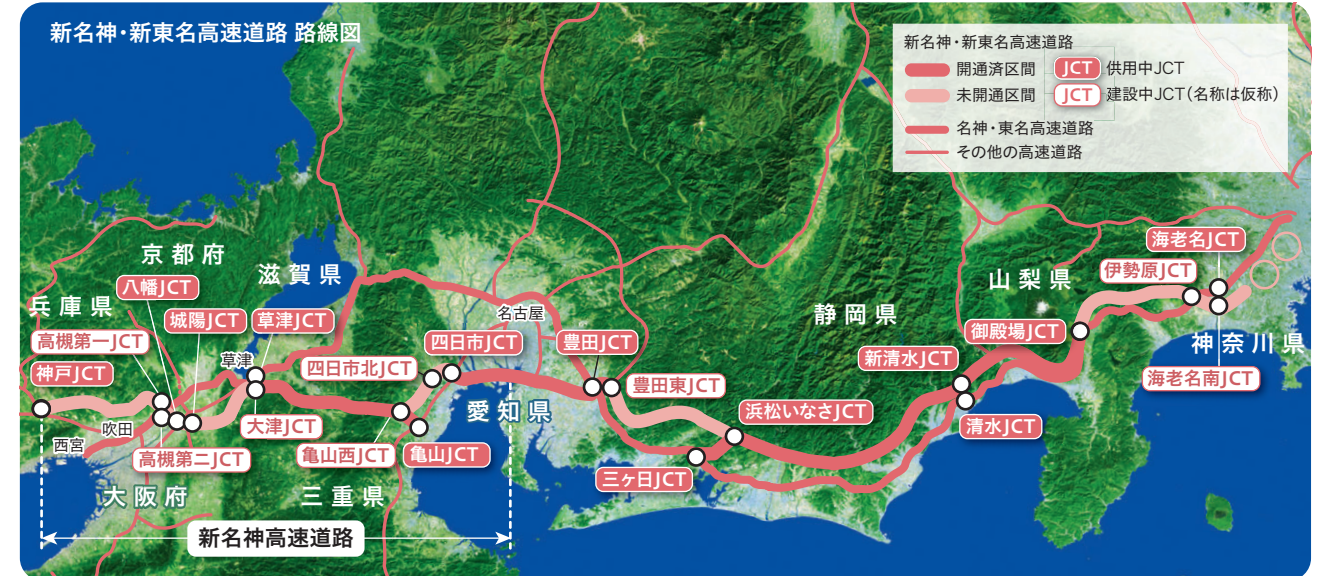 新名神・新東名高速道路 路線図
新名神・新東名高速道路
開通済区間
JCT 供用中JCT
未開通区間
JCT 建設中JCT(名称は仮称)
名神・東名高速道路
その他の高速道路
兵庫県
京都府
滋賀県
八幡JCT
城陽JCT
草津JCT
高槻第一JCT
神戸JCT
草津
西宮
吹田
高槻第二JCT
大津JCT
大阪府
四日市北JCT
四日市JCT
亀山西JCT
亀山JCT
三重県
新名神高速道路
名古屋
愛知県
豊田JCT
豊田東JCT
浜松いなさJCT
三ヶ日JCT
静岡県
新清水JCT
清水JCT
山梨県
御殿場JCT
伊勢原JCT
海老名JCT
神奈川県
海老名南JCT